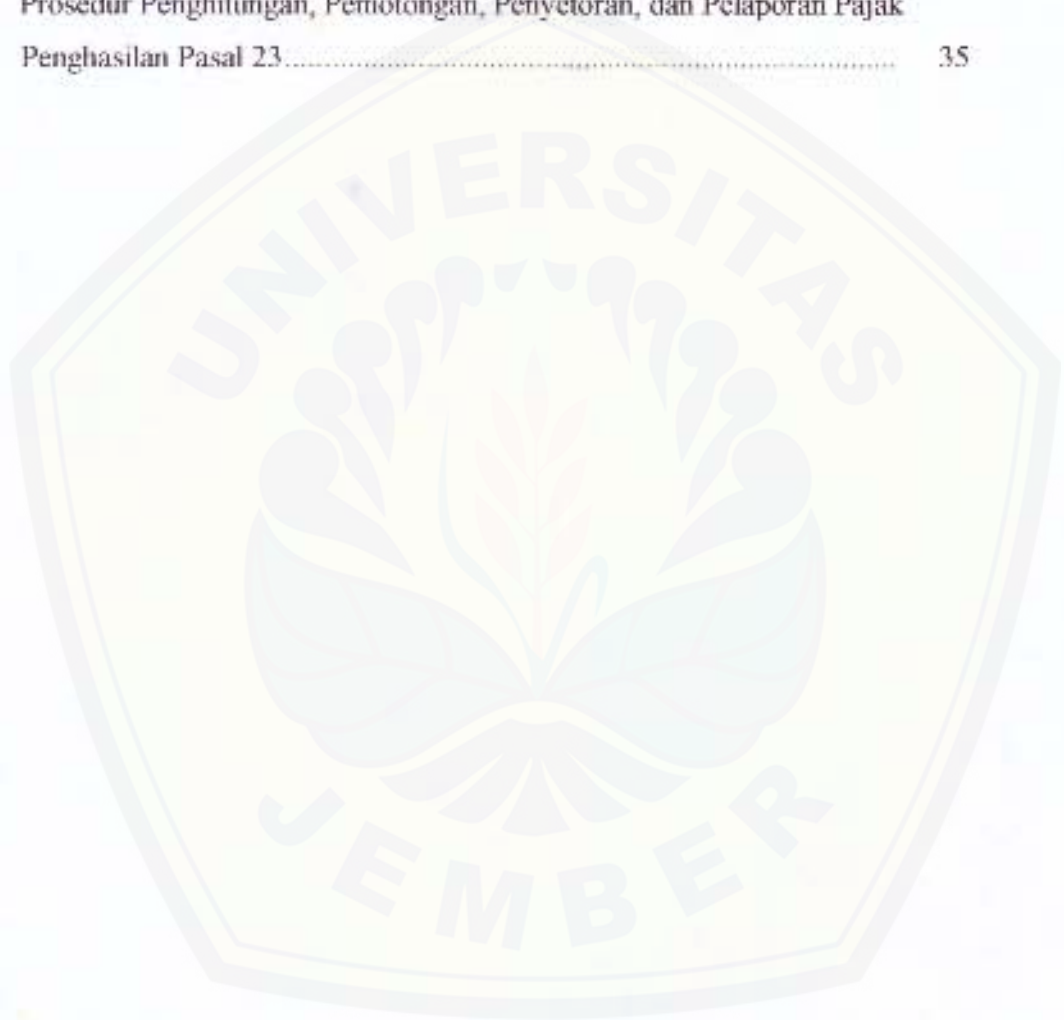 Prosedur Penghitungan, Pemotongan, Penyetoran, dan Pelaporan Pajak
Penghasilan Pasal 23........................................................................ 35
UNIVERSITAS
JEMBER